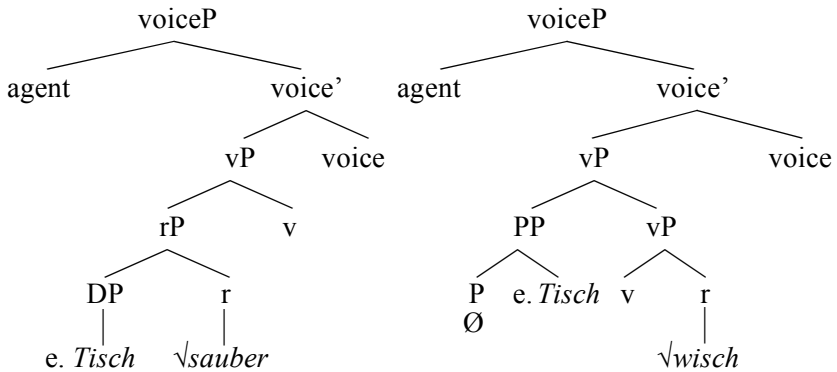 voiceP voiceP
agent voice’ agent voice’
vP voice vP voice
rP v PP vP
DP r P e. Tisch v r
Ø
e. Tisch √sauber √wisch